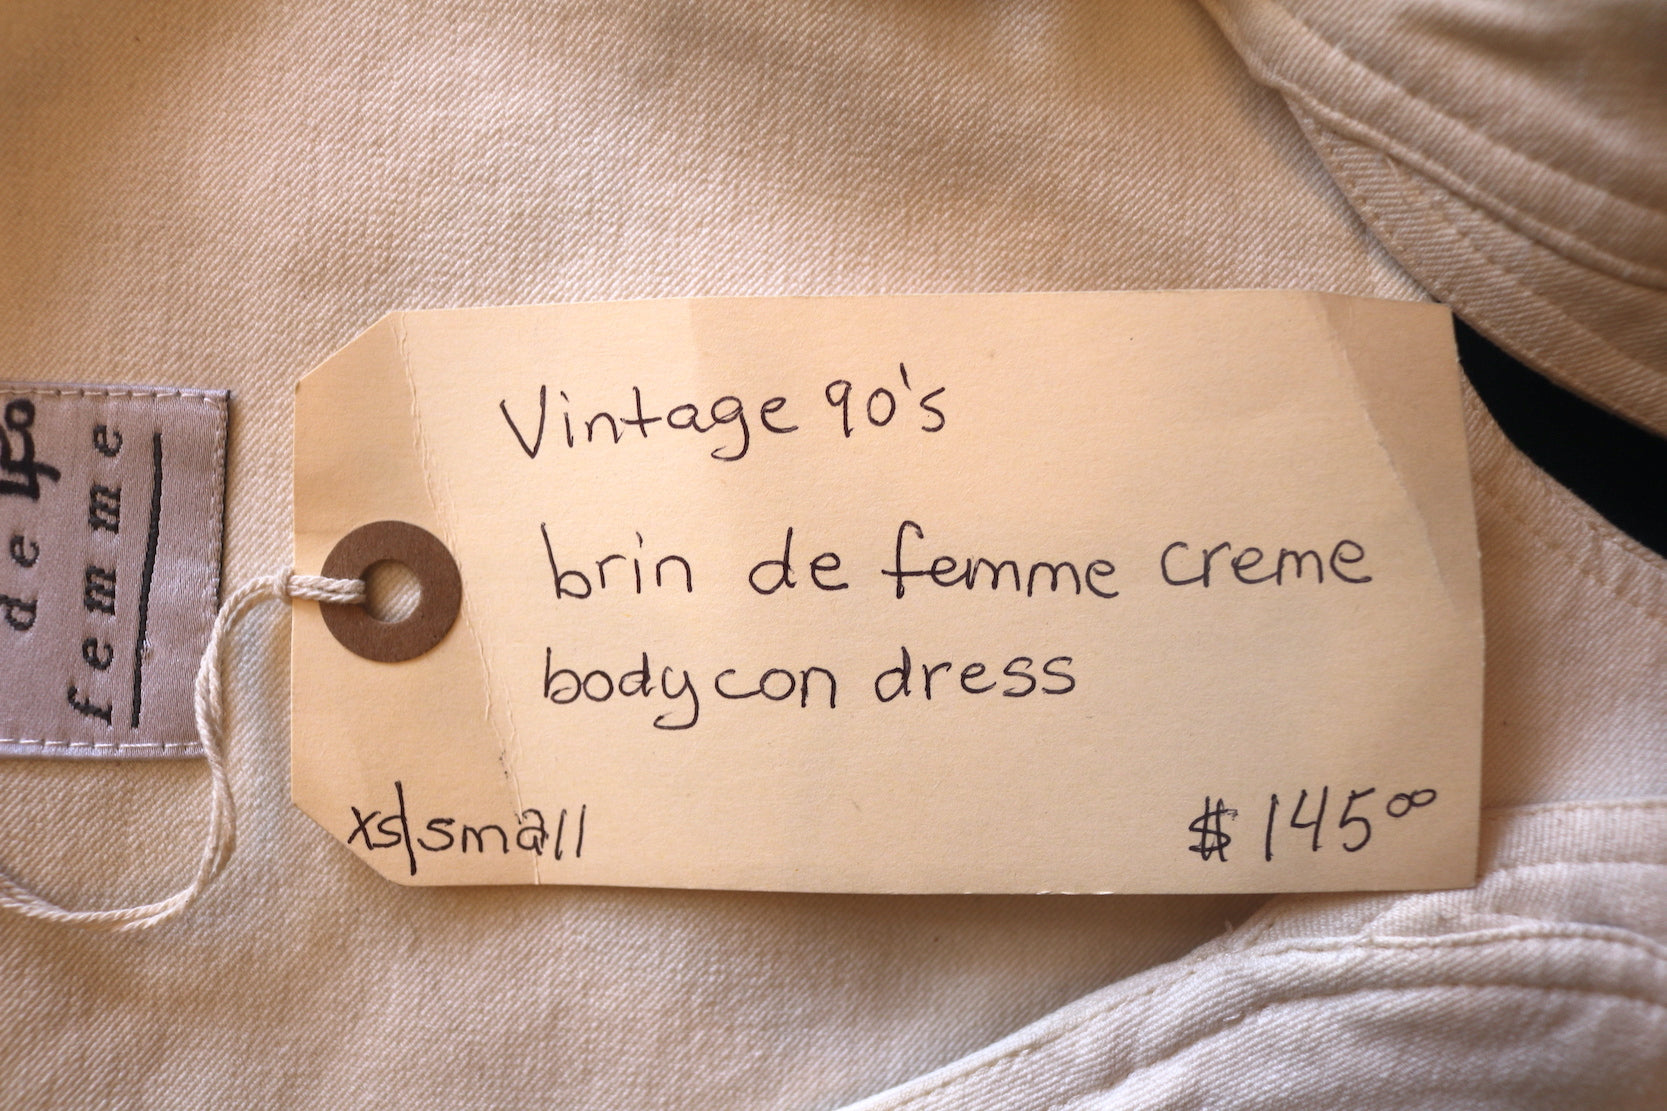 Vintage 90's
brin de femme creme
bodycon dress
xs|small
$145⁰⁰
de
femme